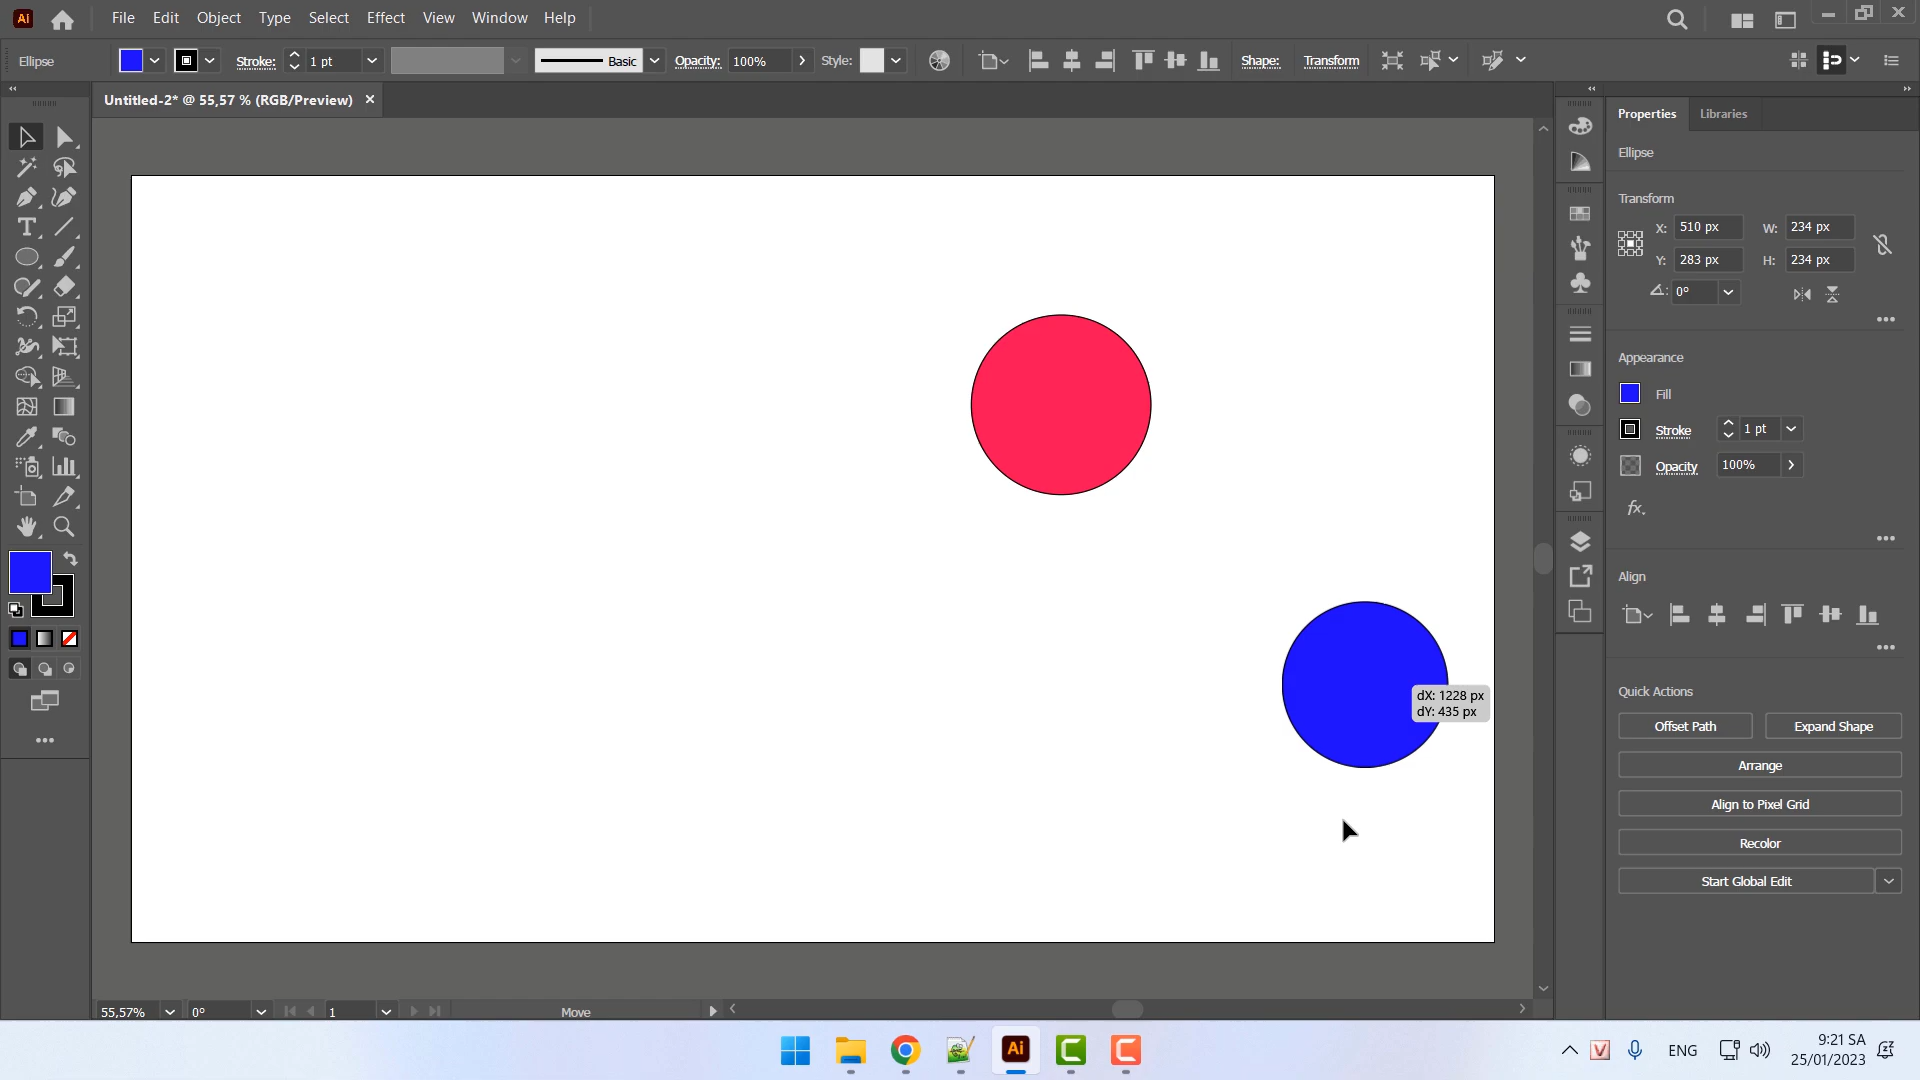 Ai File Edit Object Type Select Effect View Window Help
Ellipse Stroke: 1 pt Basic Opacity: 100% Style: Shape: Transform
Untitled-2* @ 55,57 % (RGB/Preview) ×
Properties Libraries
Ellipse
Transform
X: 510 px W: 234 px
Y: 283 px H: 234 px
0°
Appearance
Fill
Stroke 1 pt
Opacity 100%
fx.
Align
dX: 1228 px
dY: 435 px
Quick Actions
Offset Path Expand Shape
Arrange
Align to Pixel Grid
Recolor
Start Global Edit
55,57% 0° 1 Move
Ai V ENG 9:21 SA
25/01/2023